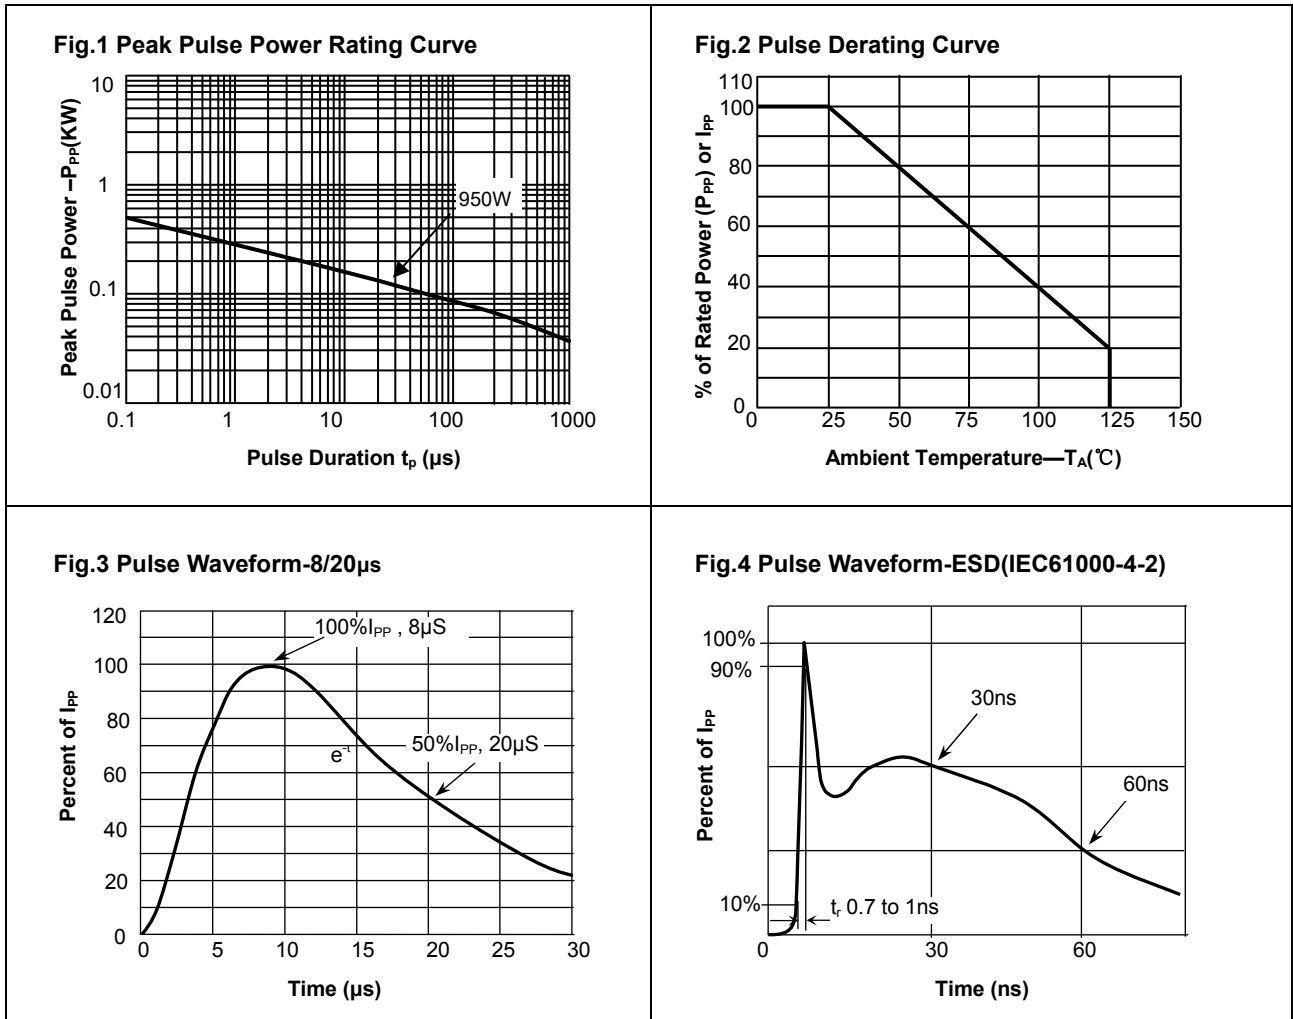 Fig.1 Peak Pulse Power Rating Curve
Peak Pulse Power –PPP(KW)
10
1
0.1
0.01
950W
0.1 1 10 100 1000
Pulse Duration tp (µs)
Fig.2 Pulse Derating Curve
% of Rated Power (PPP) or IPP
110
100
80
60
40
20
0
0 25 50 75 100 125 150
Ambient Temperature—TA(℃)
Fig.3 Pulse Waveform-8/20µs
Percent of IPP
120
100
80
60
40
20
0
100%IPP , 8µS
50%IPP, 20µS
e-t
0 5 10 15 20 25 30
Time (µs)
Fig.4 Pulse Waveform-ESD(IEC61000-4-2)
Percent of IPP
100%
90%
10%
30ns
60ns
tr 0.7 to 1ns
0 30 60
Time (ns)